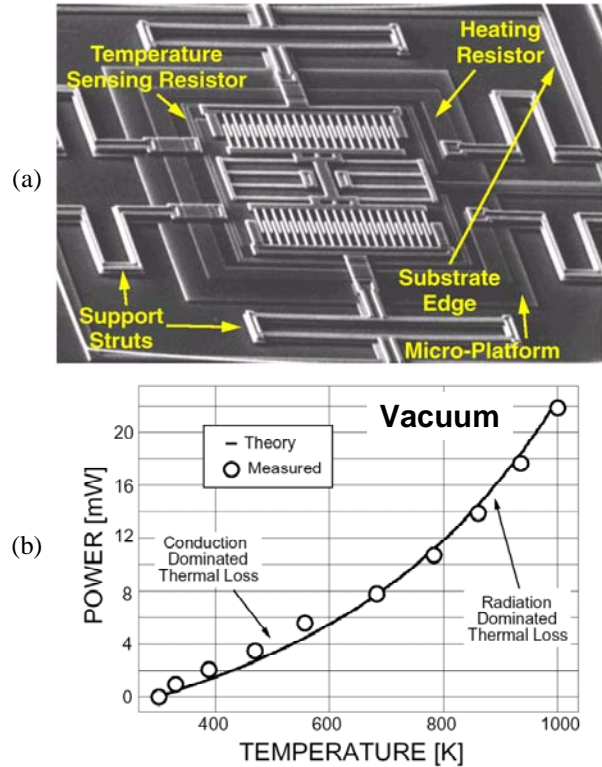 (a)
Temperature
Sensing Resistor
Heating
Resistor
Support
Struts
Substrate
Edge
Micro-Platform
(b)
Vacuum
Theory
Measured
Conduction
Dominated
Thermal Loss
Radiation
Dominated
Thermal Loss
POWER [mW]
20
16
12
8
4
0
400
600
800
1000
TEMPERATURE [K]